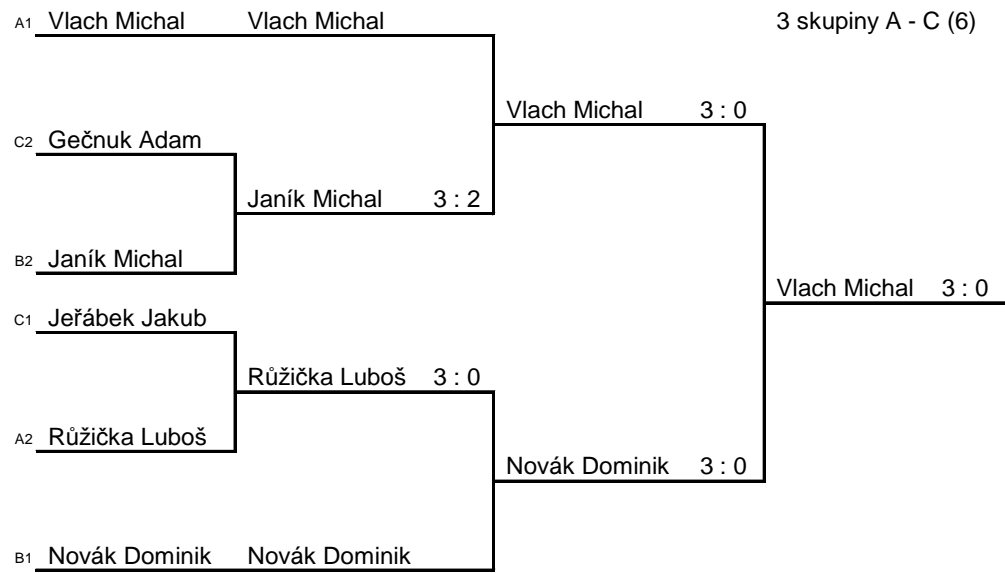 A1 Vlach Michal Vlach Michal 3 skupiny A - C (6)
Vlach Michal 3 : 0
C2 Gečnuk Adam
Janík Michal 3 : 2
B2 Janík Michal
Vlach Michal 3 : 0
C1 Jeřábek Jakub
Růžička Luboš 3 : 0
A2 Růžička Luboš
Novák Dominik 3 : 0
B1 Novák Dominik Novák Dominik